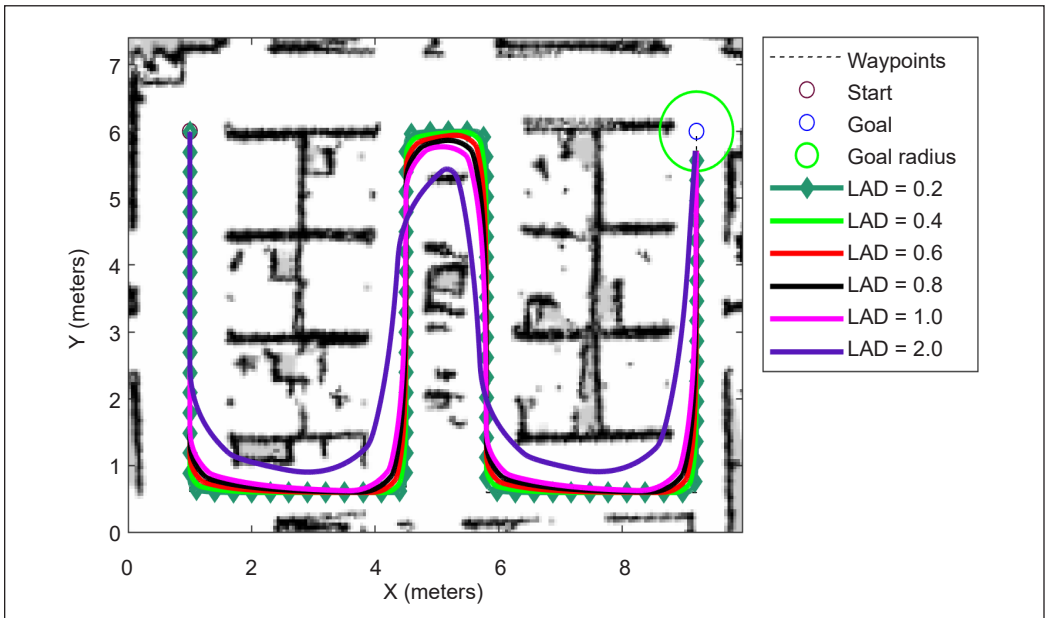 7
6
5
4
3
2
1
0
0 2 4 6 8
X (meters)
Y (meters)
Waypoints
Start
Goal
Goal radius
LAD = 0.2
LAD = 0.4
LAD = 0.6
LAD = 0.8
LAD = 1.0
LAD = 2.0